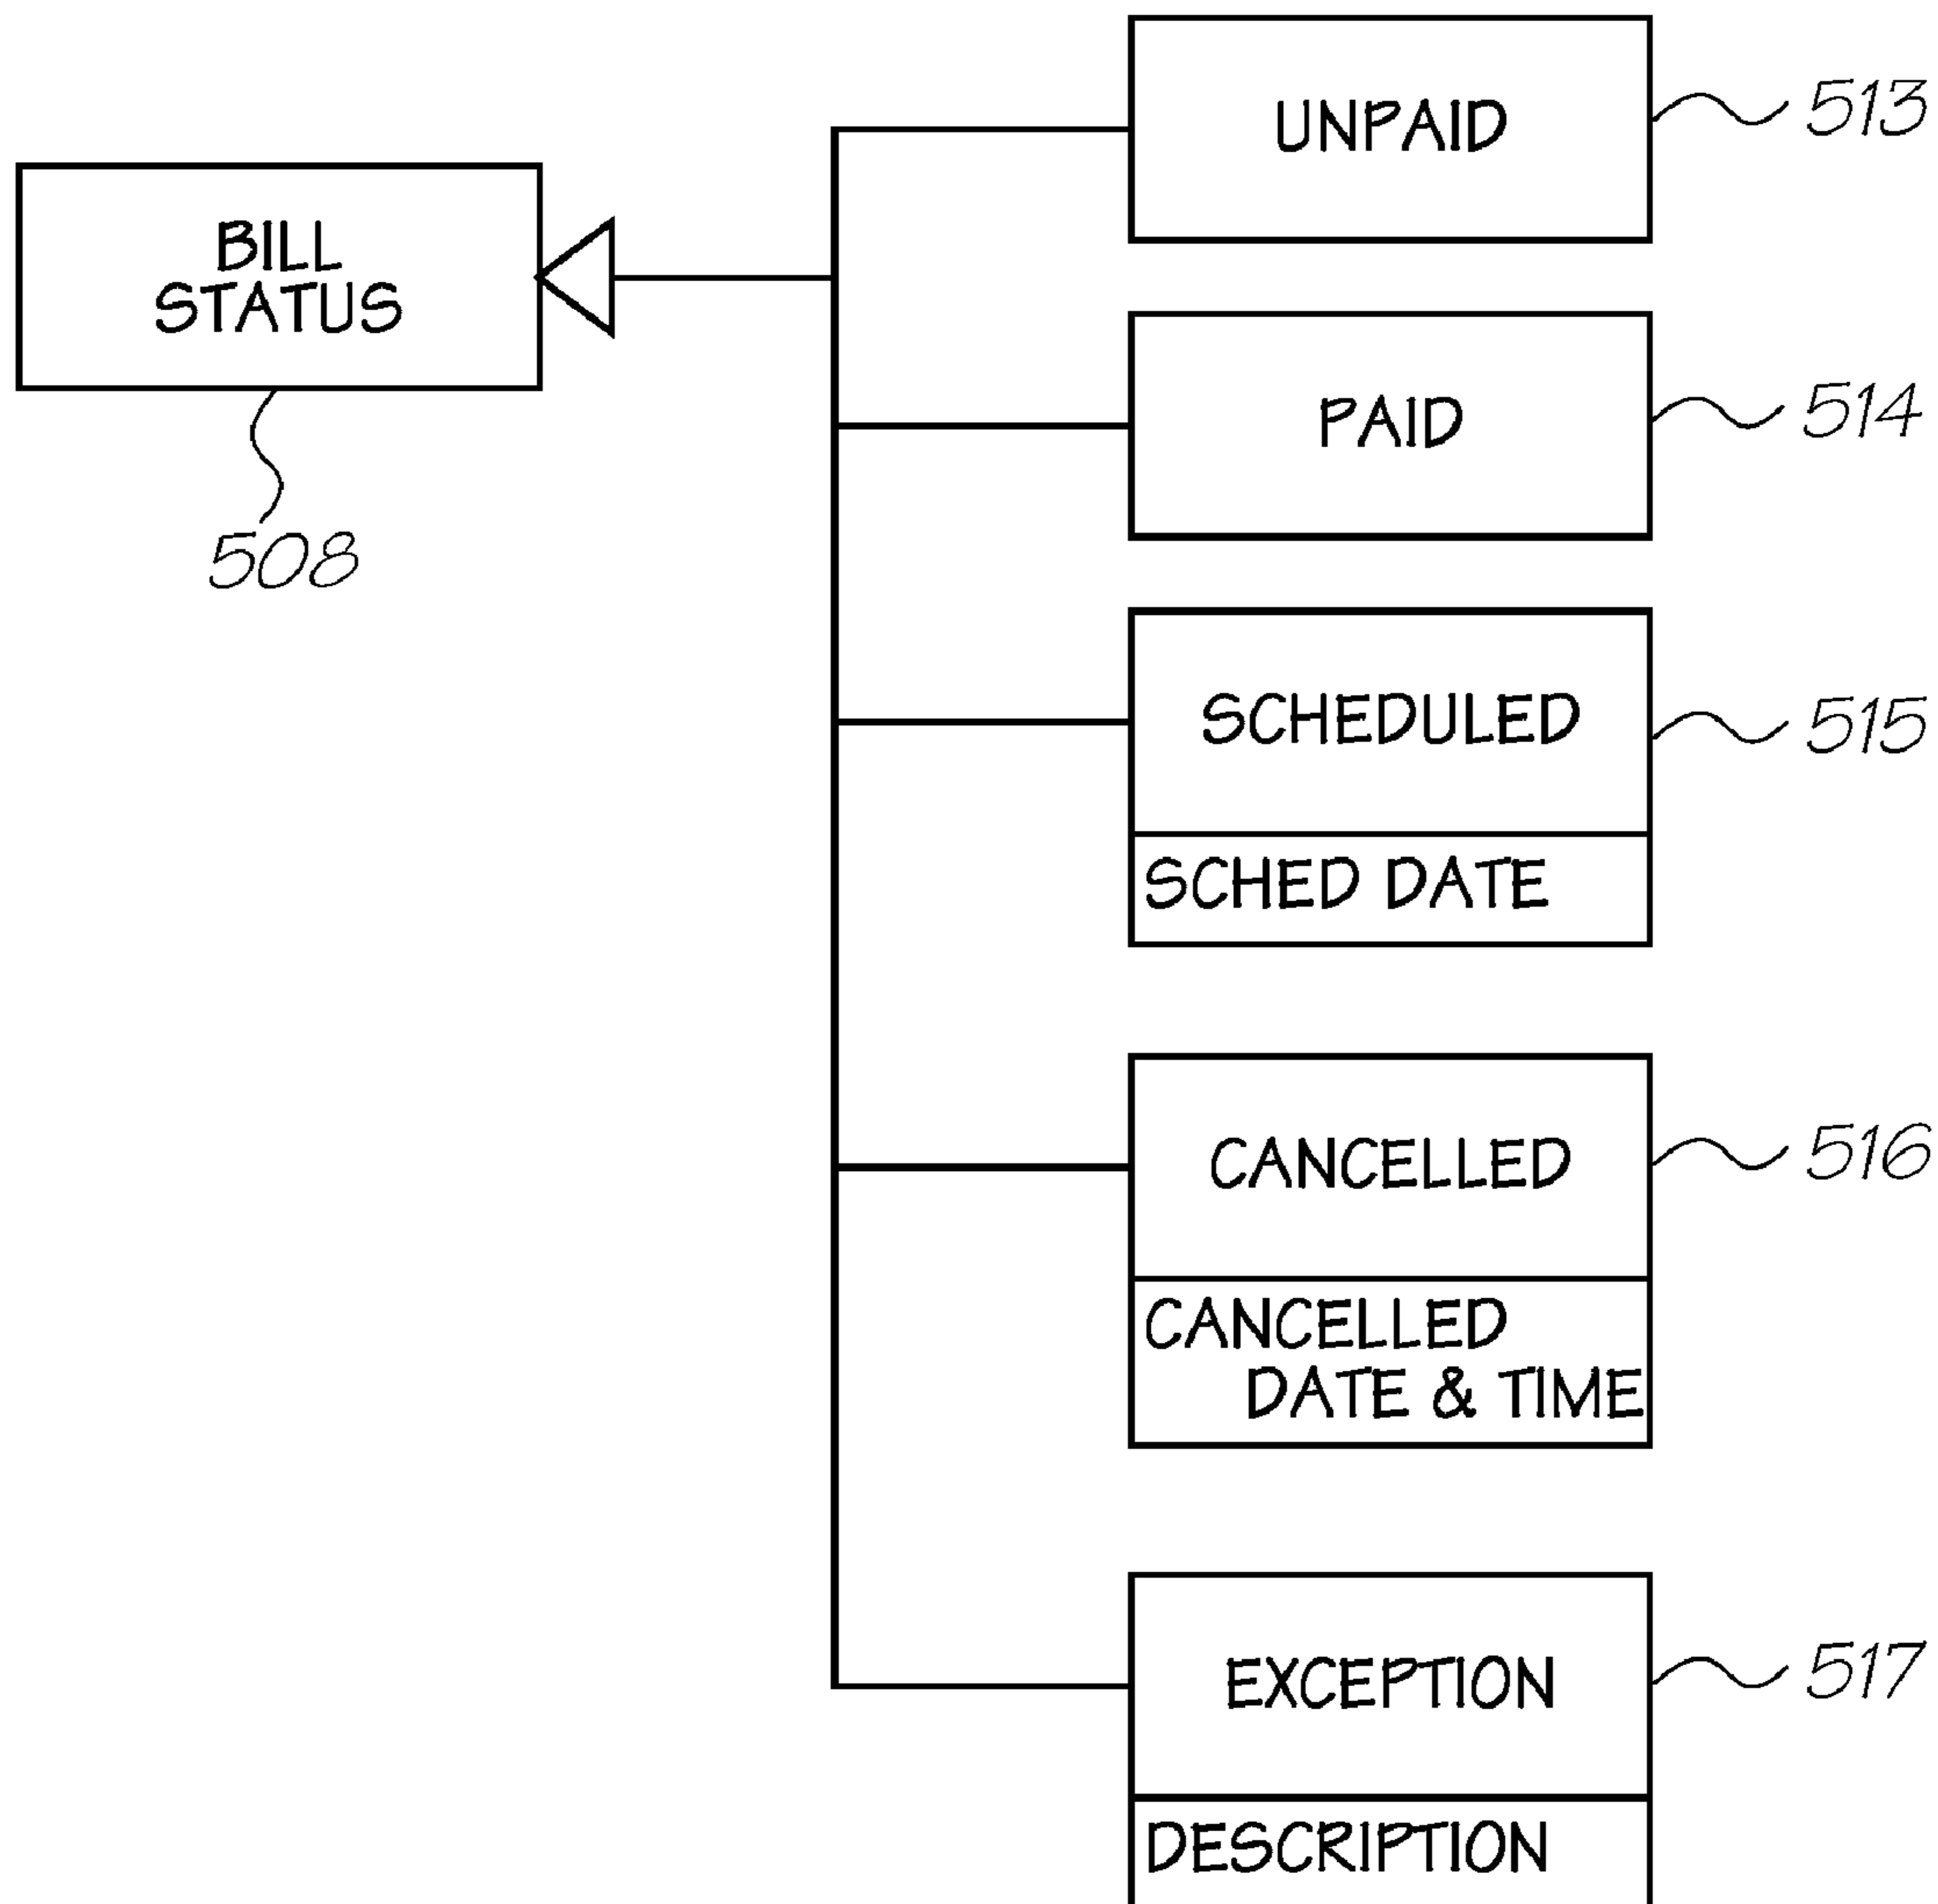 UNPAID
513
BILL
STATUS
508
PAID
514
SCHEDULED
515
SCHED DATE
CANCELLED
516
CANCELLED
DATE & TIME
EXCEPTION
517
DESCRIPTION